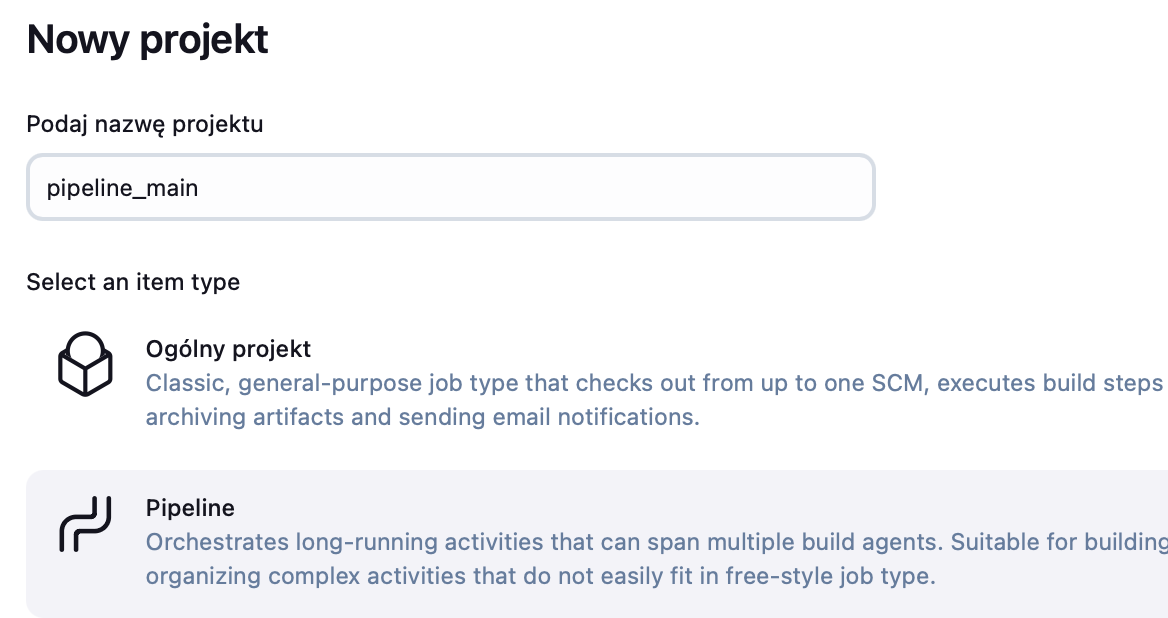 Nowy projekt
Podaj nazwę projektu
pipeline_main
Select an item type
Ogólny projekt
Classic, general-purpose job type that checks out from up to one SCM, executes build steps
archiving artifacts and sending email notifications.
Pipeline
Orchestrates long-running activities that can span multiple build agents. Suitable for building
organizing complex activities that do not easily fit in free-style job type.